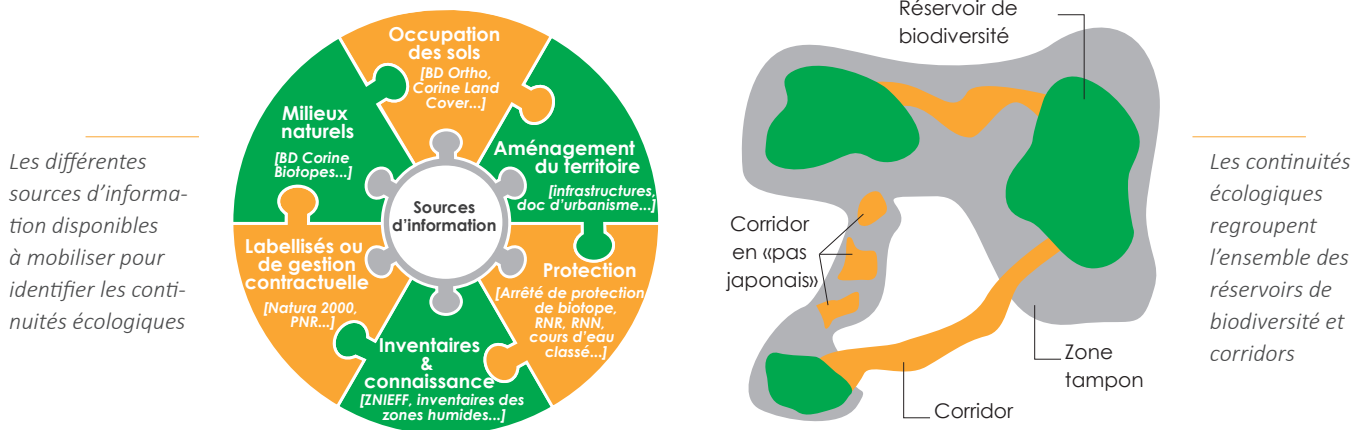 Les différentes
sources d’informa-
tion disponibles
à mobiliser pour
identifier les conti-
nuités écologiques
Occupation
des sols
[BD Ortho,
Corine Land
Cover...]
Milieux
naturels
[BD Corine
Biotopes...]
Aménagement
du territoire
[infrastructures,
doc d’urbanisme...]
Sources
d’information
Labellisés ou
de gestion
contractuelle
[Natura 2000,
PNR...]
Protection
[Arrêté de protection
de biotope,
RNR, RNN,
cours d’eau
classé...]
Inventaires
&
connaissance
[ZNIEFF, inventaires des
zones humides...]
Réservoir de
biodiversité
Corridor
en «pas
japonais»
Zone
tampon
Corridor
Les continuités
écologiques
regroupent
l’ensemble des
réservoirs de
biodiversité et
corridors